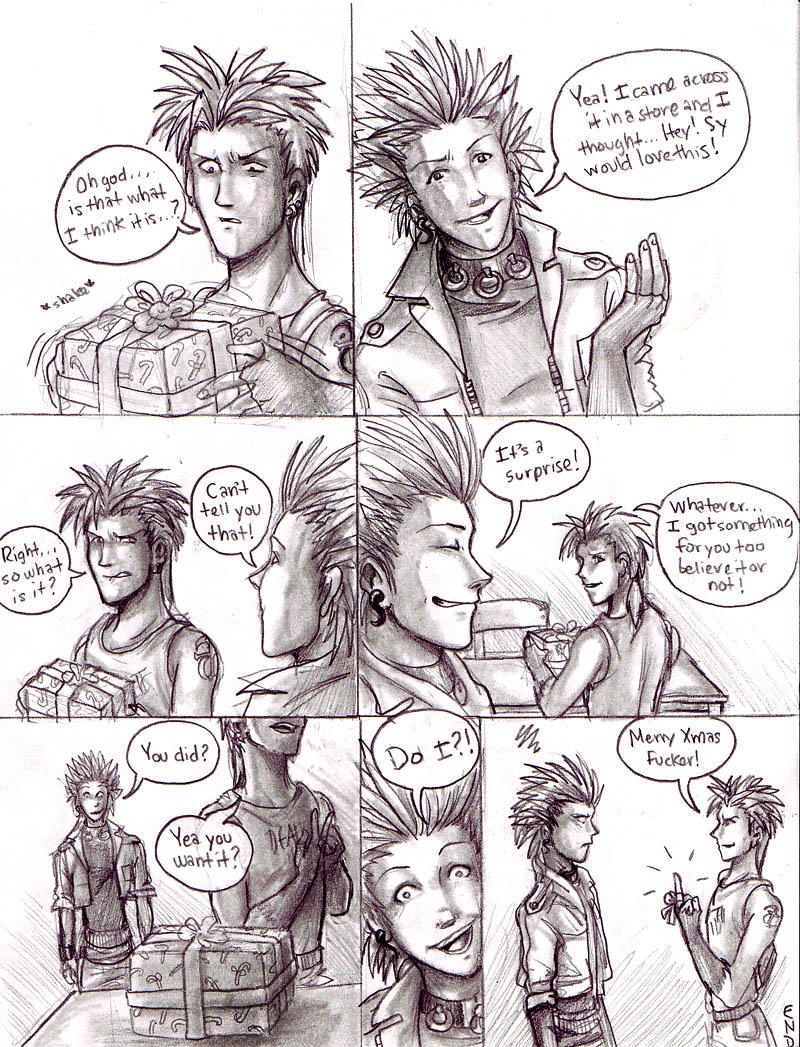 Oh god....
is that what
I think it is...?
*shake*
Yea! I came across
it in a store and I
thought... Hey! Sy
would love this!
Right,...
so what
is it?
Can't
tell you
that!
It's a
surprise!
Whatever...
I got something
for you too
believe it or
not!
You did?
Yea you
want it?
DEAD
Do I?!
Merry Xmas
Fucker!
END